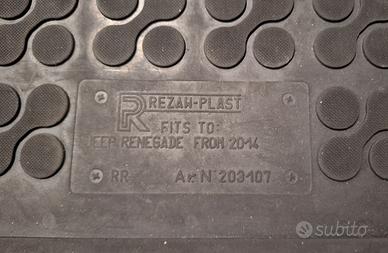 R REZAW-PLAST
FITS TO:
JEEP RENEGADE FROM 2014
RR Art N° 203107
subito